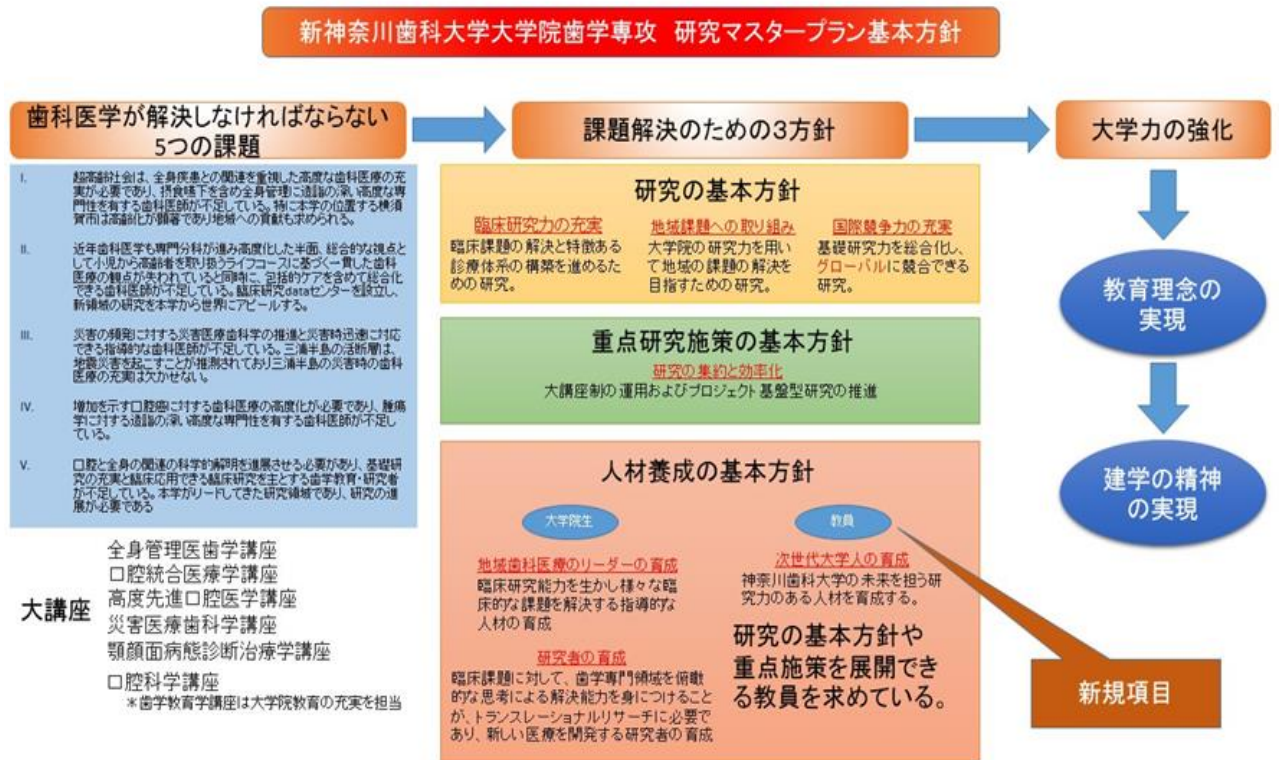 新神奈川歯科大学大学院歯学専攻 研究マスタープラン基本方針
歯科医学が解決しなければならない
5つの課題
I. 超高齢社会は、全身疾患との関連を重視した高度な歯科医療の充
実が必要であり、摂食嚥下を含め全身管理に造詣の深い高度な専
門性を有する歯科医師が不足している。特に本学の位置する横須
賀市は高齢化が顕著であり地域への貢献も求められる。
II. 近年歯科医学も専門分科が進み高度化した半面、総合的な視点と
して小児から高齢者を取り扱うライフコースに基づく一貫した歯科
医療の観点が失われていると同時に、包括的ケアを含めて総合化
できる歯科医師が不足している。臨床研究dataセンターを設立し、
新領域の研究を本学から世界にアピールする。
III. 災害の頻発に対する災害医療歯科学の推進と災害時迅速に対応
できる指導的な歯科医師が不足している。三浦半島の活断層は、
地震災害を起こすことが推測されており三浦半島の災害時の歯科
医療の充実は欠かせない。
IV. 増加を示す口腔癌に対する歯科医療の高度化が必要であり、腫瘍
学に対する造詣の深い高度な専門性を有する歯科医師が不足し
ている。
V. 口腔と全身の関連の科学的解明を進展させる必要があり、基礎研
究の充実と臨床応用できる臨床研究を主とする歯学教育・研究者
が不足している。本学がリードしてきた研究領域であり、研究の進
展が必要である
大講座
全身管理医歯学講座
口腔統合医療学講座
高度先進口腔医学講座
災害医療歯科学講座
顎顔面病態診断治療学講座
口腔科学講座
＊歯学教育学講座は大学院教育の充実を担当
課題解決のための3方針
研究の基本方針
臨床研究力の充実
臨床課題の解決と特徴ある
診療体系の構築を進めるた
めの研究。
地域課題への取り組み
大学院の研究力を用い
て地域の課題の解決を
目指すための研究。
国際競争力の充実
基礎研究力を総合化し、
グローバルに競合できる
研究。
重点研究施策の基本方針
研究の集約と効率化
大講座制の運用およびプロジェクト基盤型研究の推進
人材養成の基本方針
大学院生
地域歯科医療のリーダーの育成
臨床研究能力を生かし様々な臨
床的な課題を解決する指導的な
人材の育成
研究者の育成
臨床課題に対して、歯学専門領域を俯瞰
的な思考による解決能力を身につけること
が、トランスレーショナルリサーチに必要で
あり、新しい医療を開発する研究者の育成
教員
次世代大学人の育成
神奈川歯科大学の未来を担う研
究力のある人材を育成する。
研究の基本方針や
重点施策を展開でき
る教員を求めている。
新規項目
大学力の強化
教育理念の
実現
建学の精神
の実現